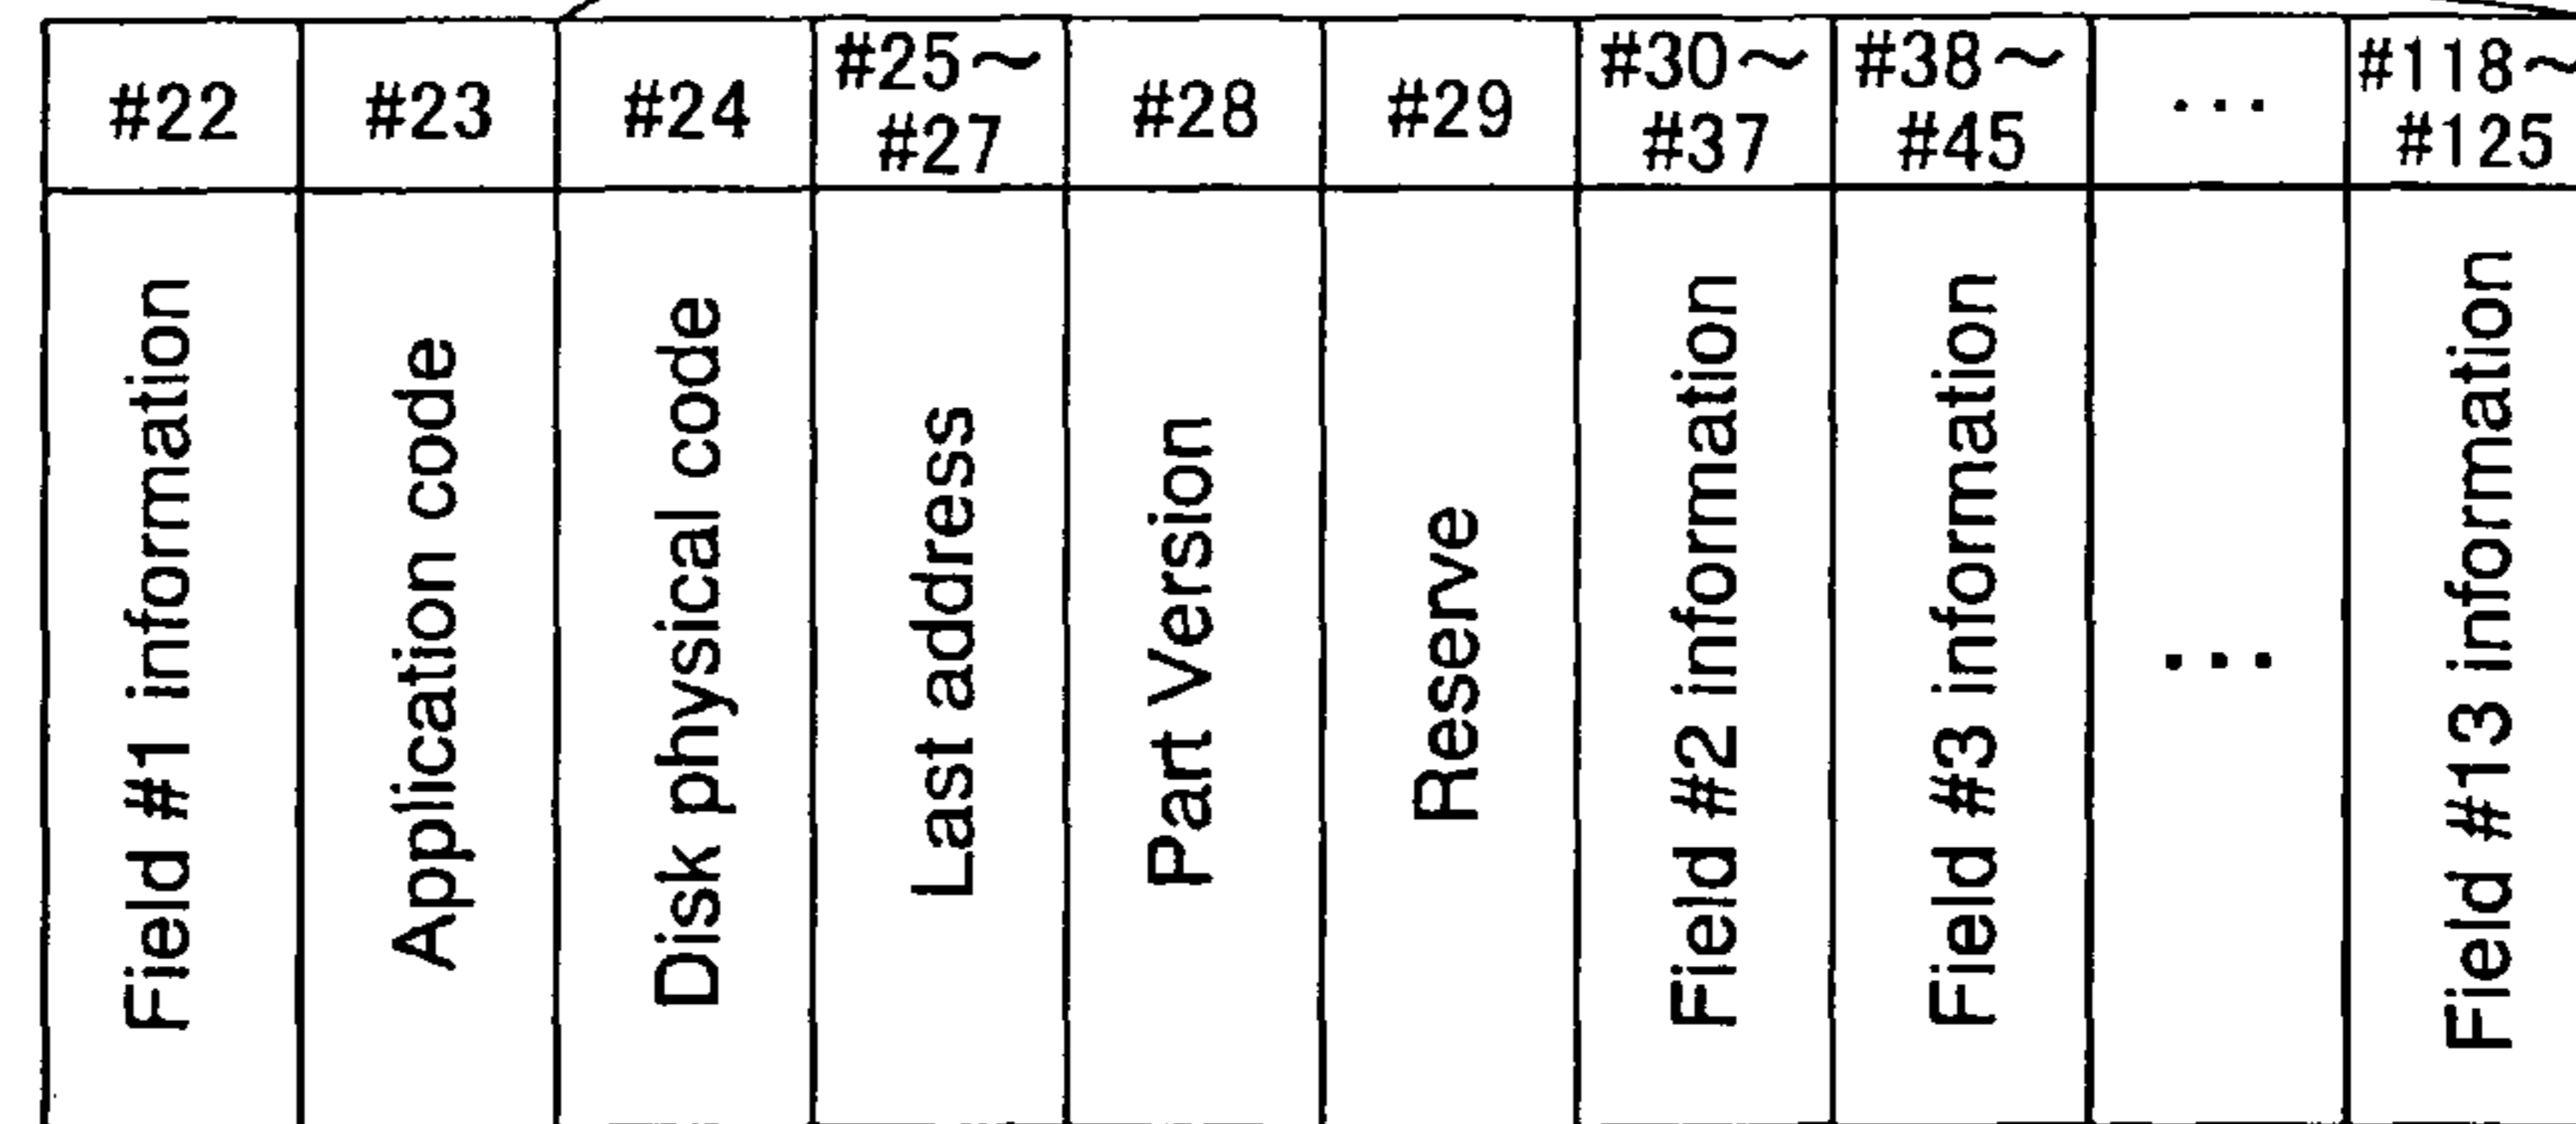 #22
#23
#24
#25～
#27
#28
#29
#30～
#37
#38～
#45
...
#118～
#125
Field #1 information
Application code
Disk physical code
Last address
Part Version
Reserve
Field #2 information
Field #3 information
...
Field #13 information